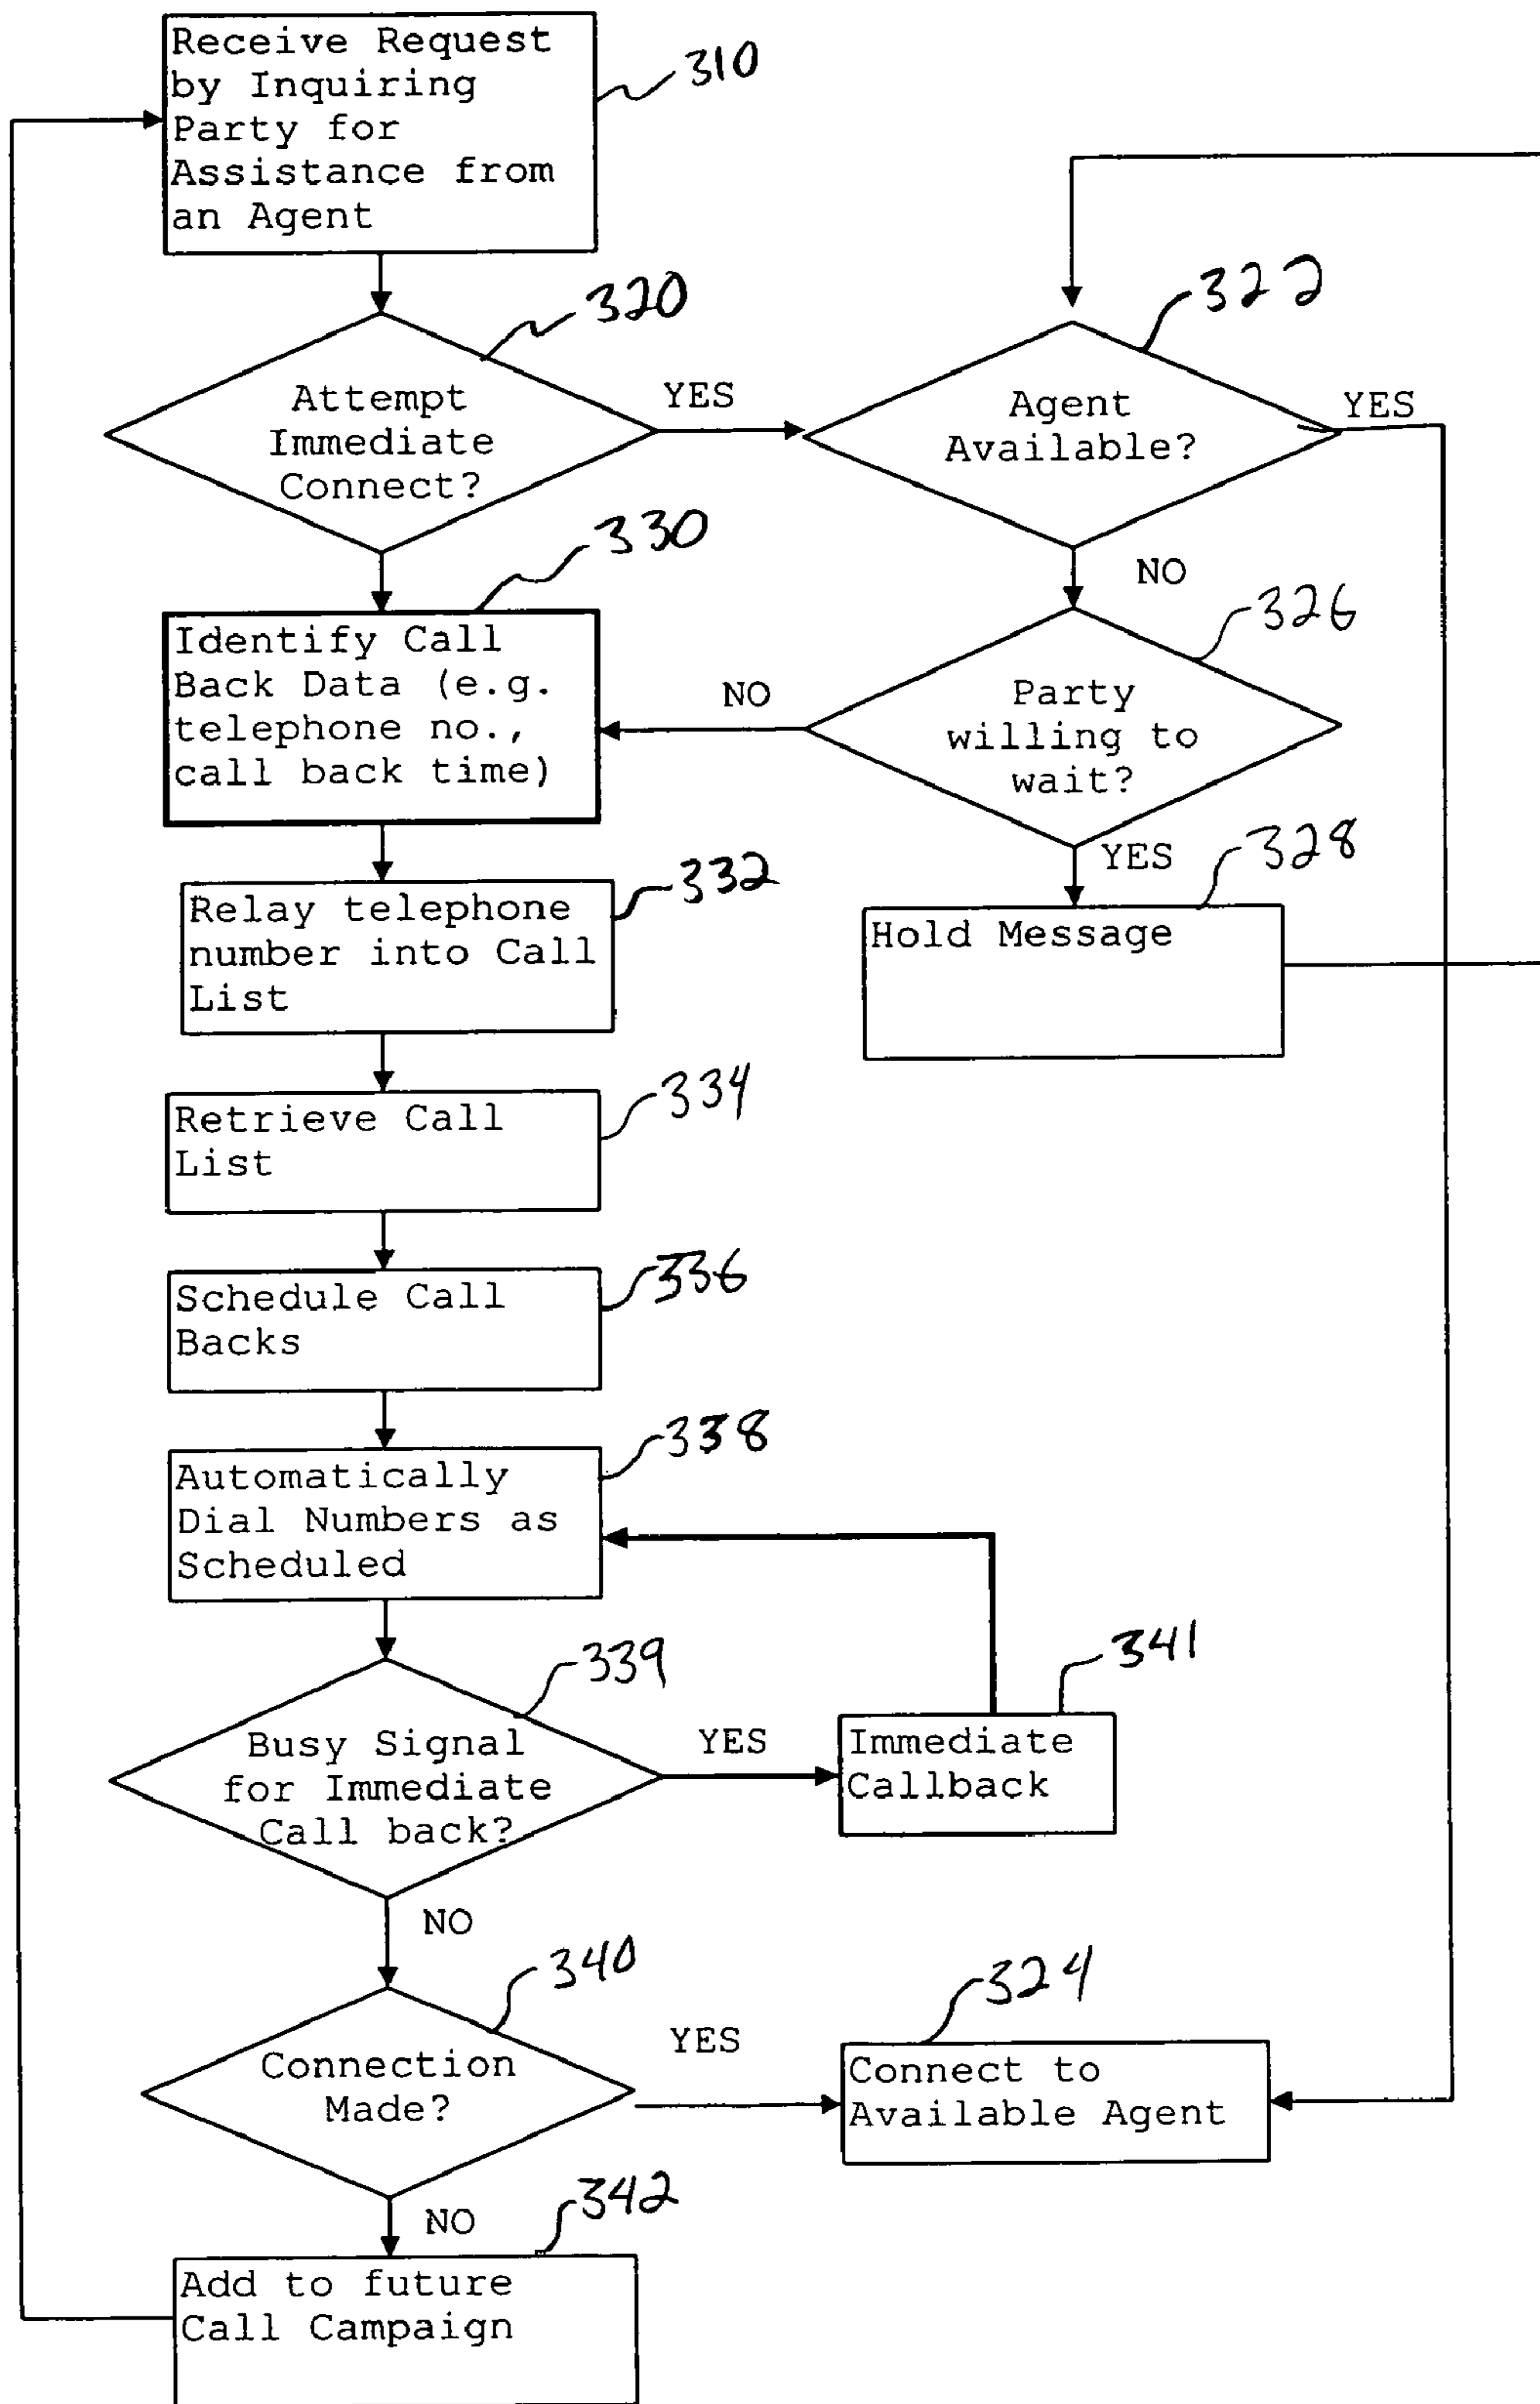 Receive Request
by Inquiring
Party for
Assistance from
an Agent
310
320
Attempt
Immediate
Connect?
YES
322
Agent
Available?
YES
NO
330
Identify Call
Back Data (e.g.
telephone no.,
call back time)
NO
326
Party
willing to
wait?
YES
328
Hold Message
332
Relay telephone
number into Call
List
334
Retrieve Call
List
336
Schedule Call
Backs
338
Automatically
Dial Numbers as
Scheduled
339
Busy Signal
for Immediate
Call back?
YES
341
Immediate
Callback
NO
340
Connection
Made?
YES
324
Connect to
Available Agent
NO
342
Add to future
Call Campaign